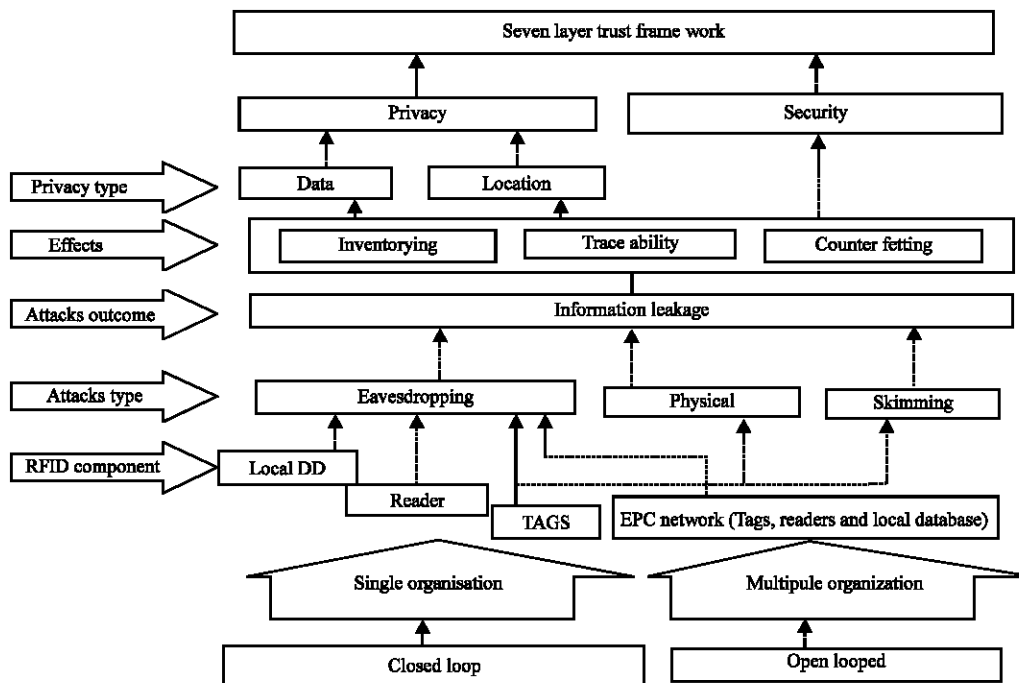 Seven layer trust frame work
Privacy
Security
Privacy type
Data
Location
Effects
Inventorying
Trace ability
Counter fetting
Attacks outcome
Information leakage
Attacks type
Eavesdropping
Physical
Skimming
RFID component
Local DD
Reader
TAGS
EPC network (Tags, readers and local database)
Single organisation
Multipule organization
Closed loop
Open looped